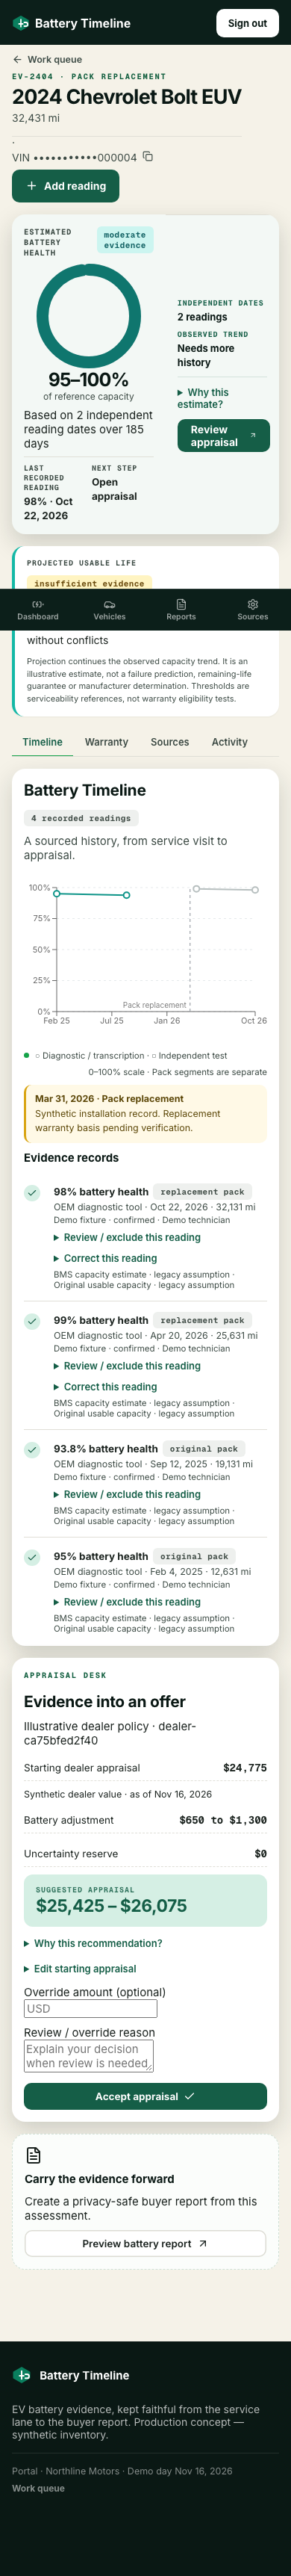 Battery Timeline
Sign out
Work queue
EV-2404 · PACK REPLACEMENT
2024 Chevrolet Bolt EUV
32,431 mi
·
VIN •••••••••••000004
Add reading
ESTIMATED
BATTERY
HEALTH
moderate
evidence
95–100%
of reference capacity
Based on 2 independent
reading dates over 185
days
LAST
RECORDED
READING
98% · Oct
22, 2026
NEXT STEP
Open
appraisal
INDEPENDENT DATES
2 readings
OBSERVED TREND
Needs more
history
Why this
estimate?
Review
appraisal
PROJECTED USABLE LIFE
insufficient evidence
Dashboard
Vehicles
Reports
Sources
without conflicts
Projection continues the observed capacity trend. It is an
illustrative estimate, not a failure prediction, remaining-life
guarantee or manufacturer determination. Thresholds are
serviceability references, not warranty eligibility tests.
Timeline
Warranty
Sources
Activity
Battery Timeline
4 recorded readings
A sourced history, from service visit to
appraisal.
100%
75%
50%
25%
0%
Pack replacement
Feb 25
Jul 25
Jan 26
Oct 26
○ Diagnostic / transcription · □ Independent test
0–100% scale · Pack segments are separate
Mar 31, 2026 · Pack replacement
Synthetic installation record. Replacement
warranty basis pending verification.
Evidence records
98% battery health replacement pack
OEM diagnostic tool · Oct 22, 2026 · 32,131 mi
Demo fixture · confirmed · Demo technician
Review / exclude this reading
Correct this reading
BMS capacity estimate · legacy assumption ·
Original usable capacity · legacy assumption
99% battery health replacement pack
OEM diagnostic tool · Apr 20, 2026 · 25,631 mi
Demo fixture · confirmed · Demo technician
Review / exclude this reading
Correct this reading
BMS capacity estimate · legacy assumption ·
Original usable capacity · legacy assumption
93.8% battery health original pack
OEM diagnostic tool · Sep 12, 2025 · 19,131 mi
Demo fixture · confirmed · Demo technician
Review / exclude this reading
BMS capacity estimate · legacy assumption ·
Original usable capacity · legacy assumption
95% battery health original pack
OEM diagnostic tool · Feb 4, 2025 · 12,631 mi
Demo fixture · confirmed · Demo technician
Review / exclude this reading
BMS capacity estimate · legacy assumption ·
Original usable capacity · legacy assumption
APPRAISAL DESK
Evidence into an offer
Illustrative dealer policy · dealer-
ca75bfed2f40
Starting dealer appraisal $24,775
Synthetic dealer value · as of Nov 16, 2026
Battery adjustment $650 to $1,300
Uncertainty reserve $0
SUGGESTED APPRAISAL
$25,425 – $26,075
Why this recommendation?
Edit starting appraisal
Override amount (optional)
USD
Review / override reason
Explain your decision
when review is needed
Accept appraisal
Carry the evidence forward
Create a privacy-safe buyer report from this
assessment.
Preview battery report
Battery Timeline
EV battery evidence, kept faithful from the service
lane to the buyer report. Production concept —
synthetic inventory.
Portal · Northline Motors · Demo day Nov 16, 2026
Work queue